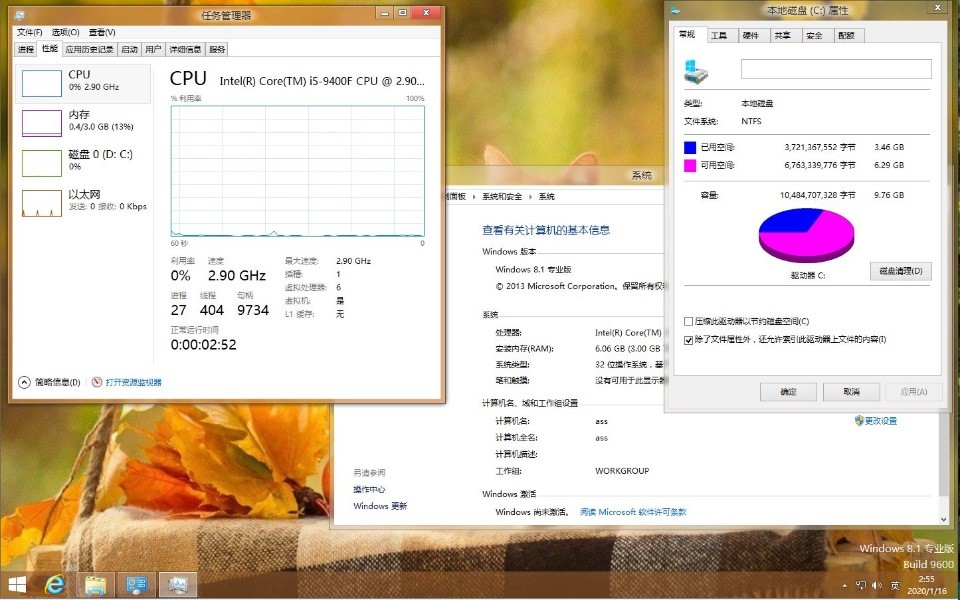 任务管理器
文件(F) 选项(O) 查看(V)
进程 性能 应用历史记录 启动 用户 详细信息 服务
CPU
0% 2.90 GHz
内存
0.4/3.0 GB (13%)
磁盘 0 (D: C:)
0%
以太网
发送: 0 接收: 0 Kbps
CPU
Intel(R) Core(TM) i5-9400F CPU @ 2.90...
% 利用率
100%
60 秒
0
利用率
0%
速度
2.90 GHz
进程
27
线程
404
句柄
9734
正常运行时间
0:00:02:52
最大速度: 2.90 GHz
插槽: 1
虚拟处理器: 6
虚拟机: 是
L1 缓存: 无
简略信息(D)
打开资源监视器
本地磁盘 (C:) 属性
常规 工具 硬件 共享 安全 配额
类型: 本地磁盘
文件系统: NTFS
已用空间: 3,721,367,552 字节 3.46 GB
可用空间: 6,763,339,776 字节 6.29 GB
容量: 10,484,707,328 字节 9.76 GB
驱动器 C:
磁盘清理(D)
压缩此驱动器以节约磁盘空间(C)
除了文件属性外，还允许索引此驱动器上文件的内容(I)
确定 取消 应用(A)
系统
面板 系统和安全 系统
查看有关计算机的基本信息
Windows 版本
Windows 8.1 专业版
© 2013 Microsoft Corporation。保留所有权
系统
处理器: Intel(R) Core(TM)
安装内存(RAM): 6.06 GB (3.00 GB
系统类型: 32 位操作系统，基
笔和触摸: 没有可用于此显示器
计算机名、域和工作组设置
计算机名: ass
更改设置
计算机全名: ass
计算机描述:
工作组: WORKGROUP
Windows 激活
Windows 尚未激活。 阅读 Microsoft 软件许可条款
另请参阅
操作中心
Windows 更新
Windows 8.1 专业版
Build 9600
英
2:55
2020/1/16